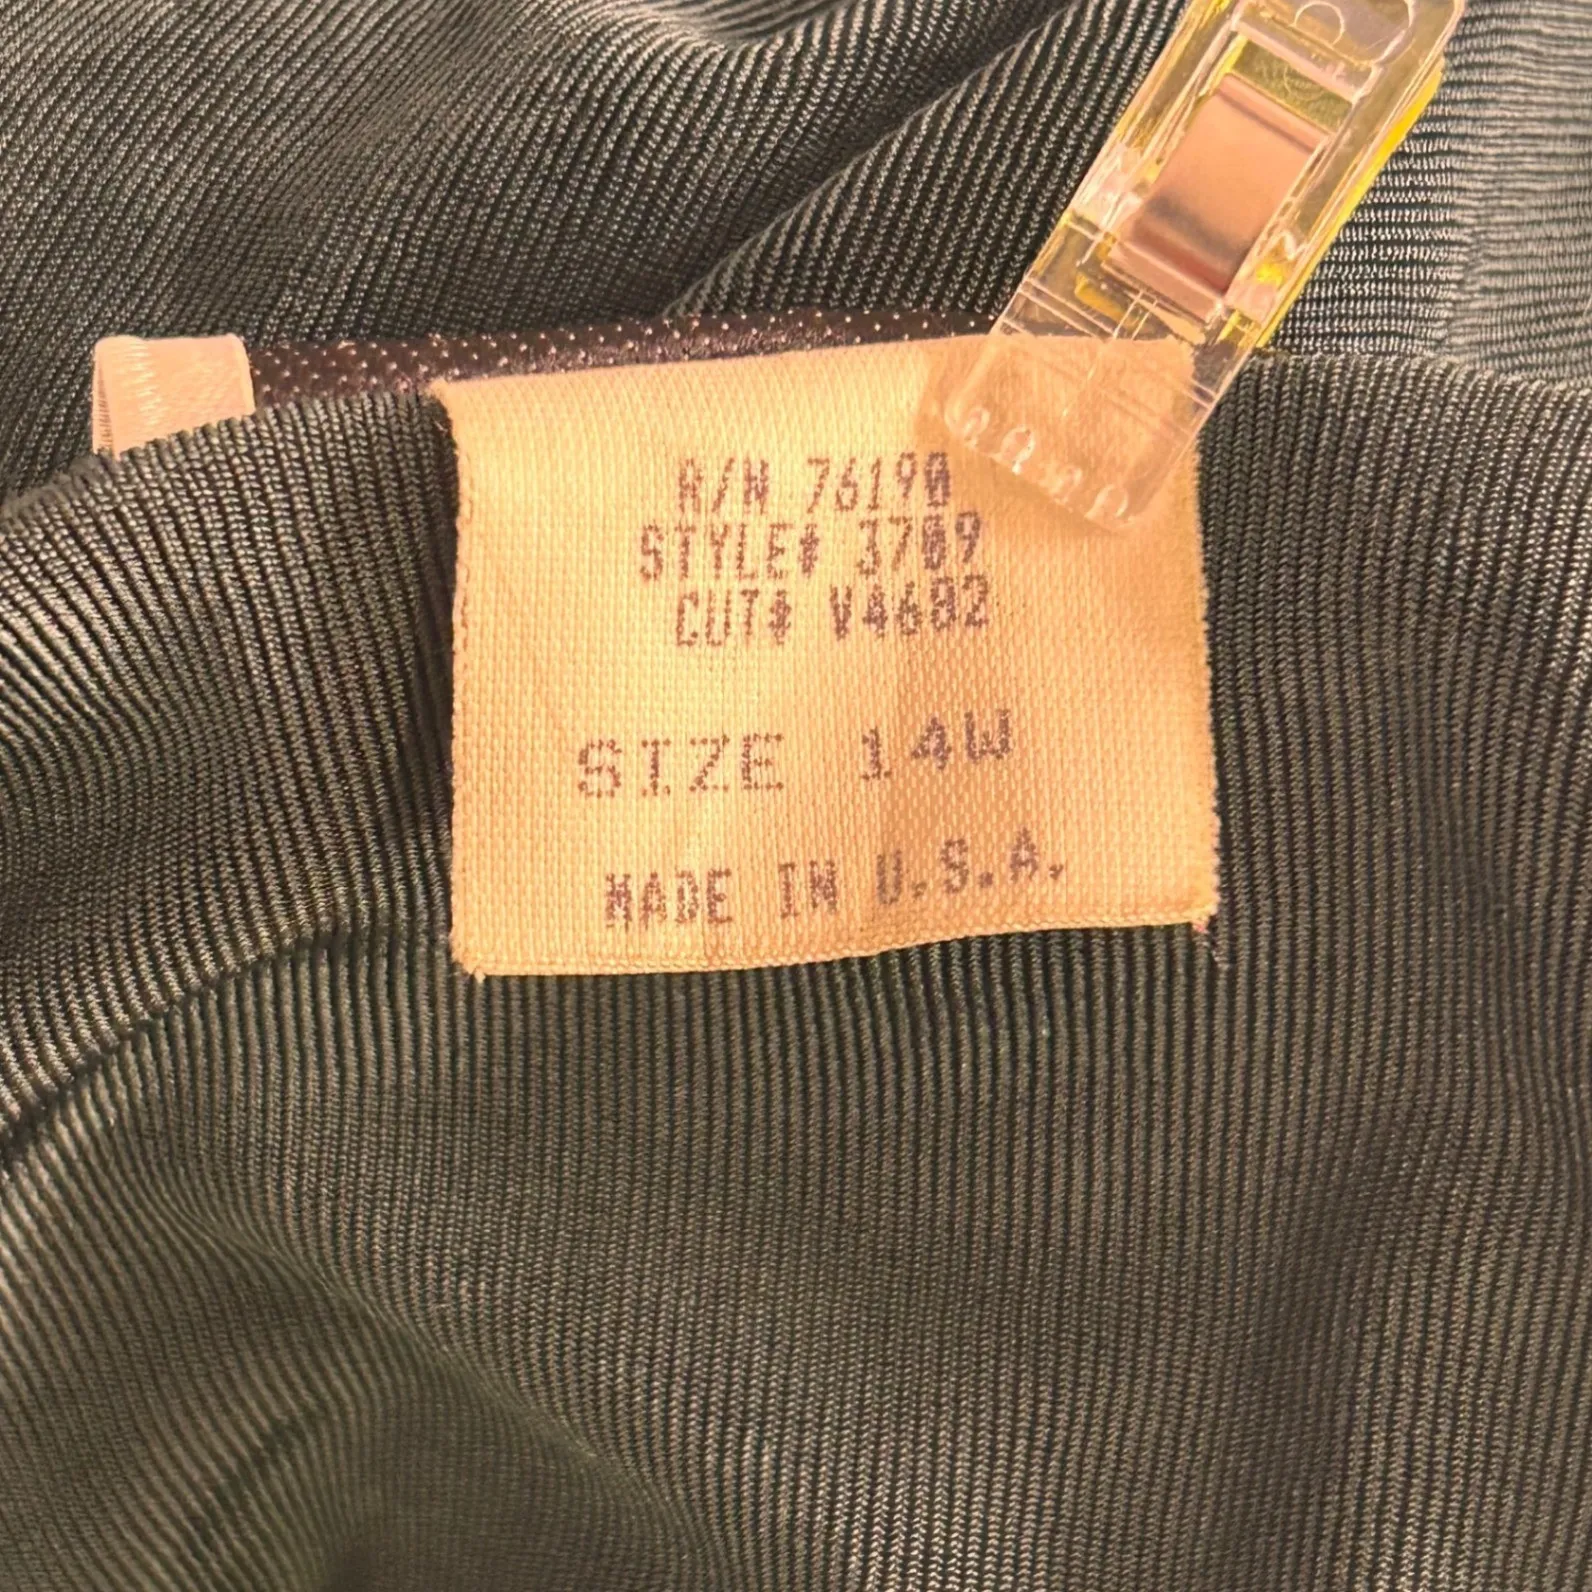 R/N 76190
STYLE# 3709
CUT# V4602
SIZE 14W
MADE IN U.S.A.